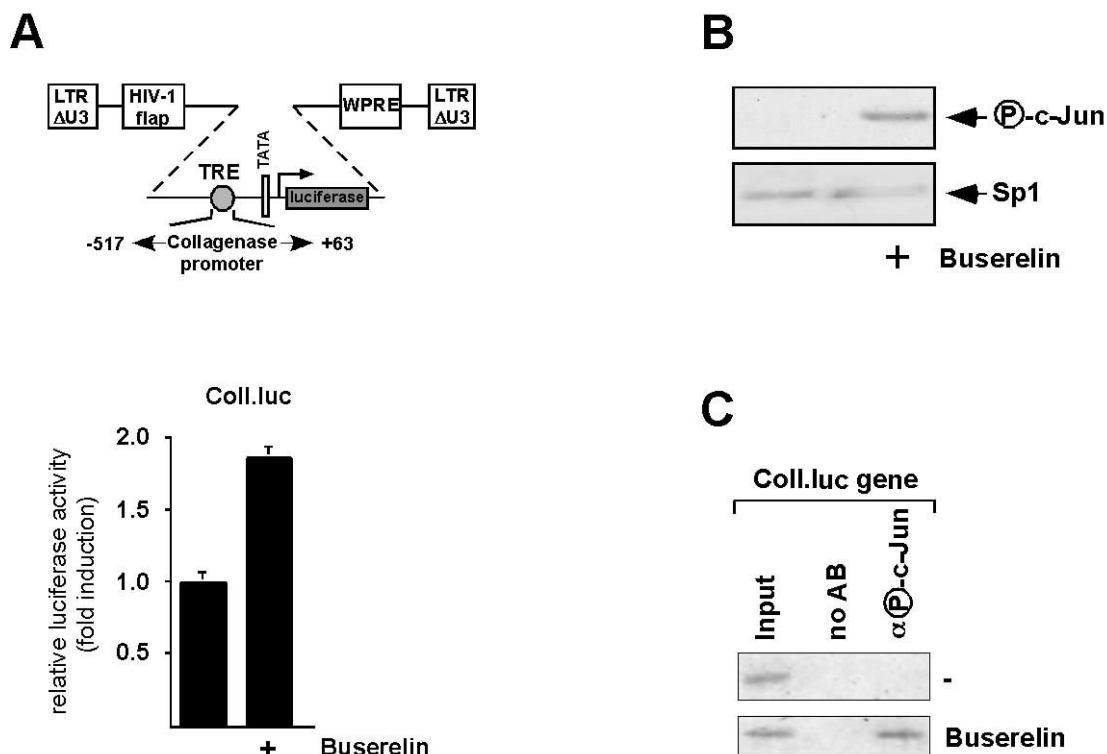 A
LTR
ΔU3
HIV-1
flap
WPRE
LTR
ΔU3
TRE
TATA
luciferase
-517
Collagenase
promoter
+63
Coll.luc
relative luciferase activity
(fold induction)
2.0
1.5
1.0
0.5
+ Buserelin
B
P-c-Jun
Sp1
+ Buserelin
C
Coll.luc gene
Input
no AB
αP-c-Jun
-
Buserelin